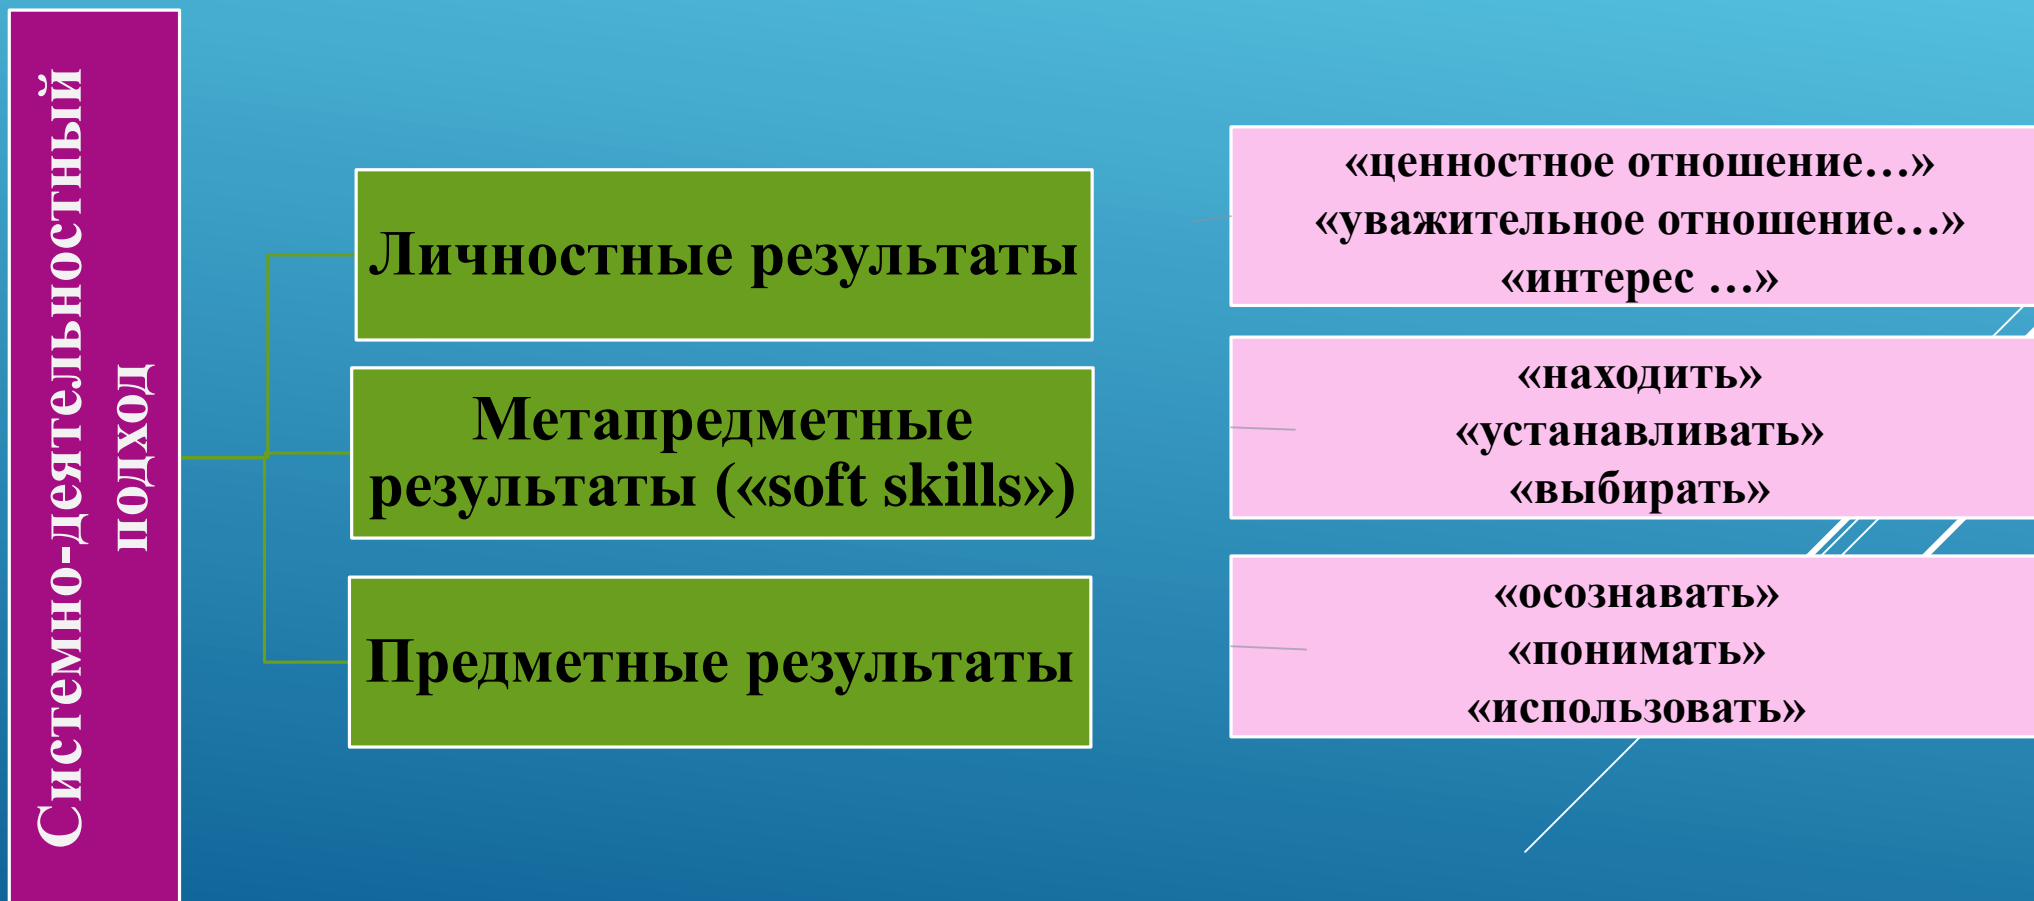 Системно-деятельностный
подход
Личностные результаты
«ценностное отношение…»
«уважительное отношение…»
«интерес …»
Метапредметные
результаты («soft skills»)
«находить»
«устанавливать»
«выбирать»
Предметные результаты
«осознавать»
«понимать»
«использовать»